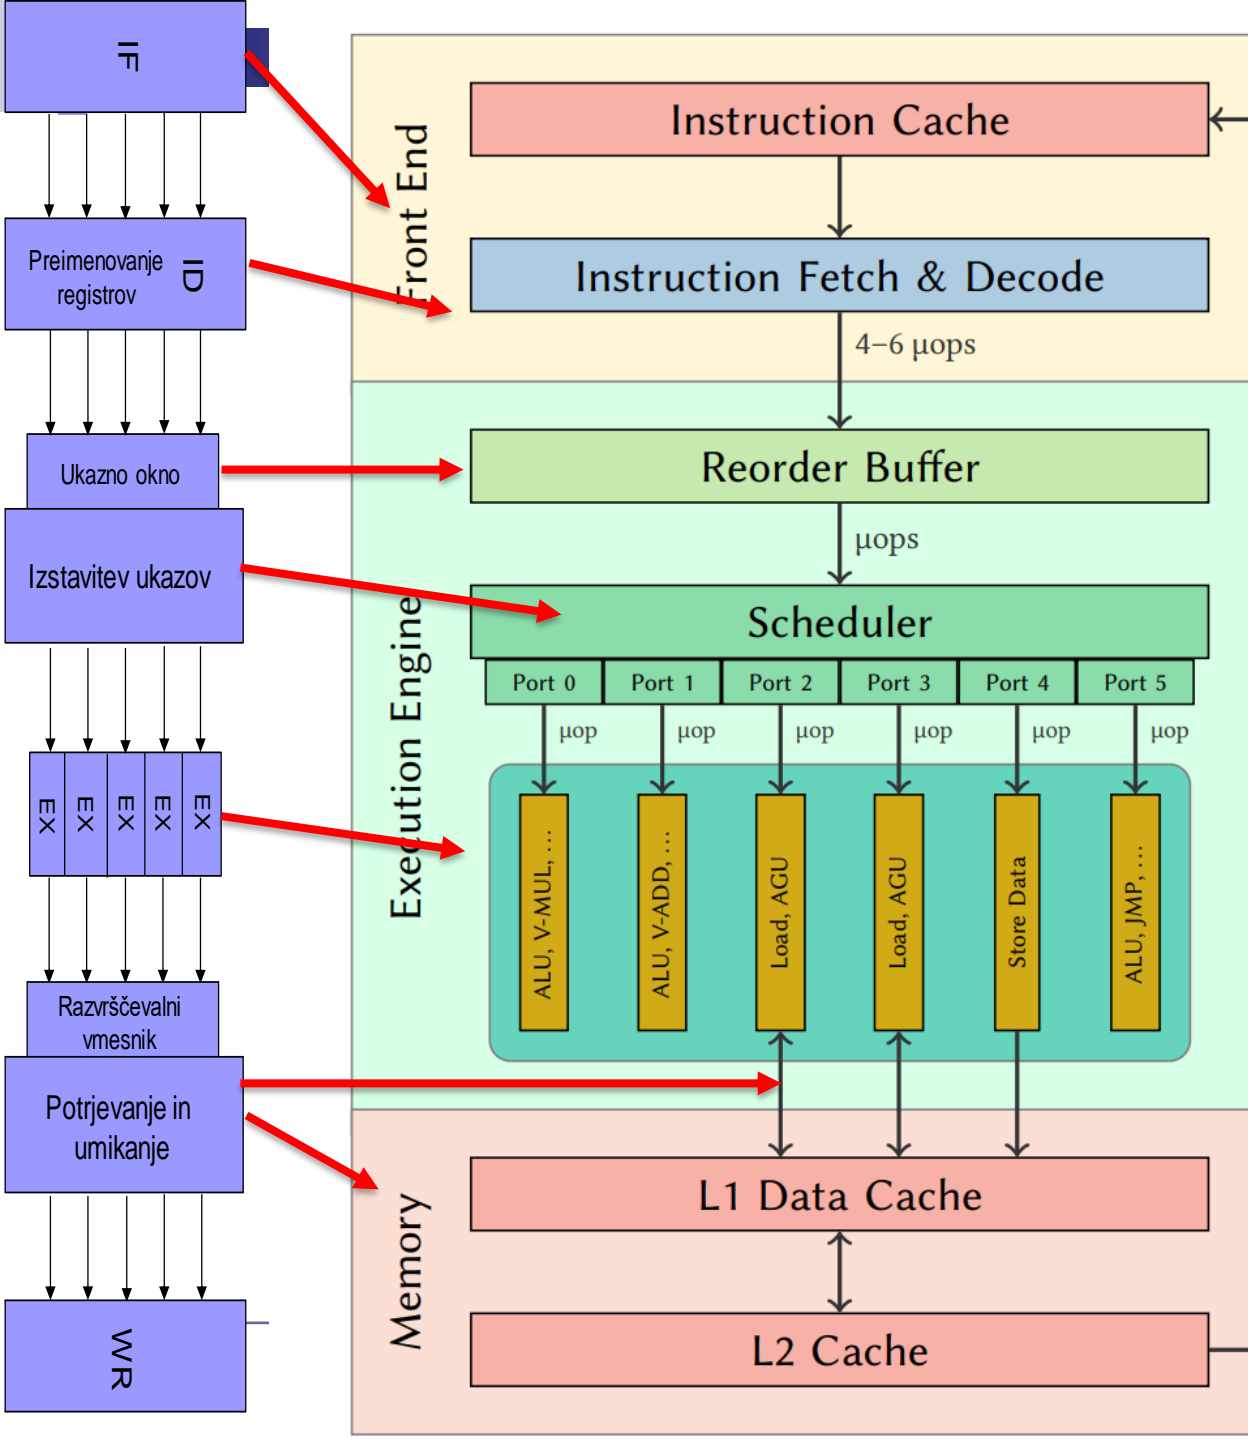 IF
Preimenovanje
registrov
ID
Ukazno okno
Izstavitev ukazov
EX
EX
EX
EX
EX
Razvrščevalni
vmesnik
Potrjevanje in
umikanje
WR
Front End
Instruction Cache
Instruction Fetch & Decode
4–6 μops
Execution Engine
Reorder Buffer
μops
Scheduler
Port 0
Port 1
Port 2
Port 3
Port 4
Port 5
μop
μop
μop
μop
μop
μop
ALU, V-MUL, …
ALU, V-ADD, …
Load, AGU
Load, AGU
Store Data
ALU, JMP, …
Memory
L1 Data Cache
L2 Cache